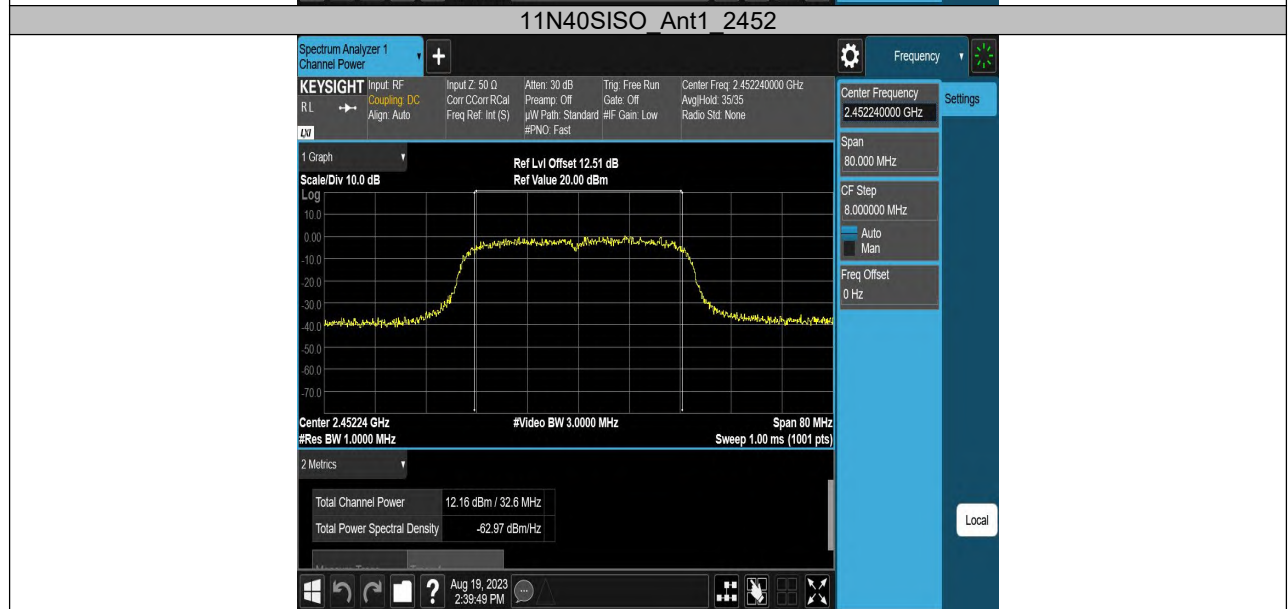 11N40SISO_Ant1_2452
Spectrum Analyzer 1
Channel Power
+
Frequency
KEYSIGHT
RL
LXI
Input: RF
Coupling: DC
Align: Auto
Input Z: 50 Ω
Corr CCorr RCal
Freq Ref: Int (S)
Atten: 30 dB
Preamp: Off
µW Path: Standard
#PNO: Fast
Trig: Free Run
Gate: Off
#IF Gain: Low
Center Freq: 2.452240000 GHz
Avg|Hold: 35/35
Radio Std: None
Center Frequency
2.452240000 GHz
Settings
Span
80.000 MHz
CF Step
8.000000 MHz
Auto
Man
Freq Offset
0 Hz
Local
1 Graph
Scale/Div 10.0 dB
Ref Lvl Offset 12.51 dB
Ref Value 20.00 dBm
Log
10.0
0.00
-10.0
-20.0
-30.0
-40.0
-50.0
-60.0
-70.0
Center 2.45224 GHz
#Video BW 3.0000 MHz
Span 80 MHz
#Res BW 1.0000 MHz
Sweep 1.00 ms (1001 pts)
2 Metrics
Total Channel Power 12.16 dBm / 32.6 MHz
Total Power Spectral Density -62.97 dBm/Hz
?
Aug 19, 2023
2:39:49 PM